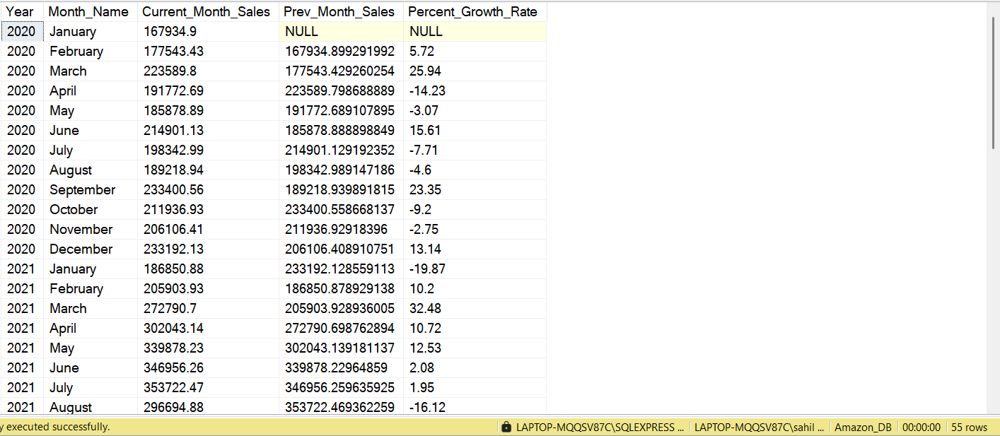 Year Month_Name Current_Month_Sales Prev_Month_Sales Percent_Growth_Rate
2020 January 167934.9 NULL NULL
2020 February 177543.43 167934.899291992 5.72
2020 March 223589.8 177543.429260254 25.94
2020 April 191772.69 223589.798688889 -14.23
2020 May 185878.89 191772.689107895 -3.07
2020 June 214901.13 185878.888898849 15.61
2020 July 198342.99 214901.129192352 -7.71
2020 August 189218.94 198342.989147186 -4.6
2020 September 233400.56 189218.939891815 23.35
2020 October 211936.93 233400.558668137 -9.2
2020 November 206106.41 211936.92918396 -2.75
2020 December 233192.13 206106.408910751 13.14
2021 January 186850.88 233192.128559113 -19.87
2021 February 205903.93 186850.878929138 10.2
2021 March 272790.7 205903.928936005 32.48
2021 April 302043.14 272790.698762894 10.72
2021 May 339878.23 302043.139181137 12.53
2021 June 346956.26 339878.22964859 2.08
2021 July 353722.47 346956.259635925 1.95
2021 August 296694.88 353722.469362259 -16.12
y executed successfully. LAPTOP-MQQSV87C\SQLEXPRESS ... LAPTOP-MQQSV87C\sahil ... Amazon_DB 00:00:00 55 rows